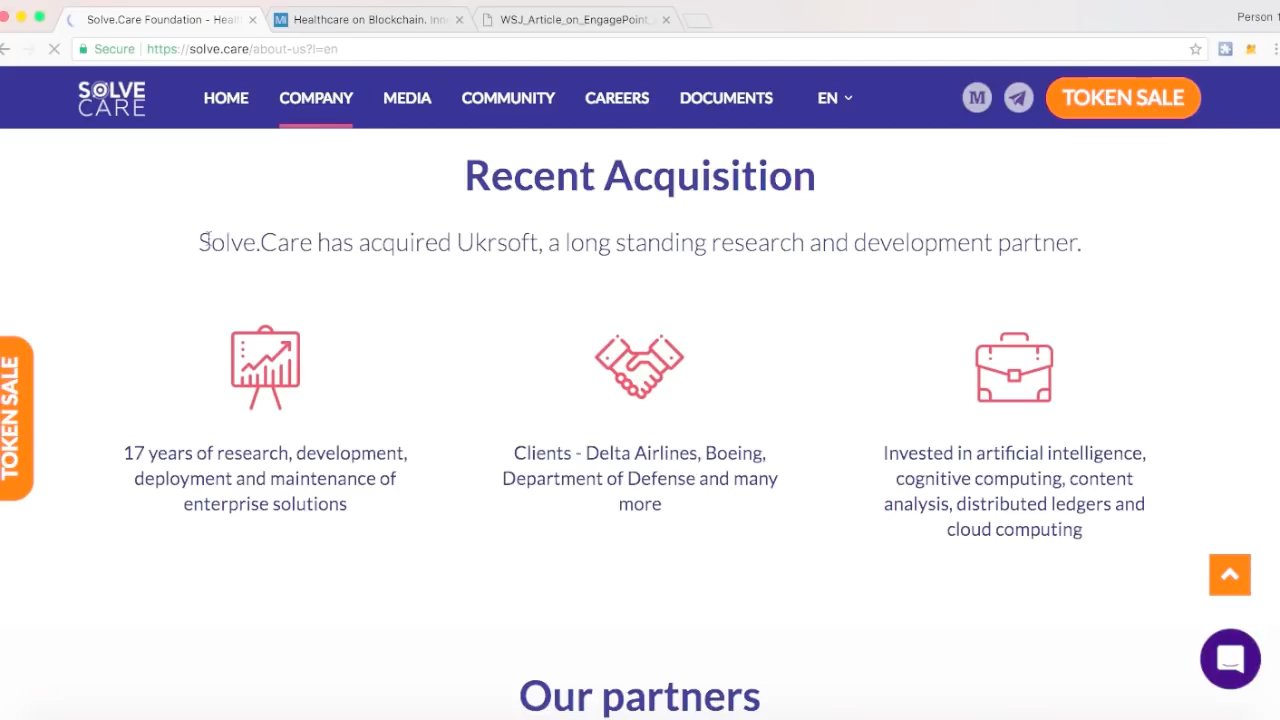 Solve.Care Foundation - Heal
Healthcare on Blockchain. Inn
WSJ_Article_on_EngagePoint_
Person 1
Secure
https://solve.care/about-us?l=en
SOLVE
CARE
HOME
COMPANY
MEDIA
COMMUNITY
CAREERS
DOCUMENTS
EN
M
TOKEN SALE
Recent Acquisition
Solve.Care has acquired Ukrsoft, a long standing research and development partner.
TOKEN SALE
17 years of research, development,
deployment and maintenance of
enterprise solutions
Clients - Delta Airlines, Boeing,
Department of Defense and many
more
Invested in artificial intelligence,
cognitive computing, content
analysis, distributed ledgers and
cloud computing
Our partners